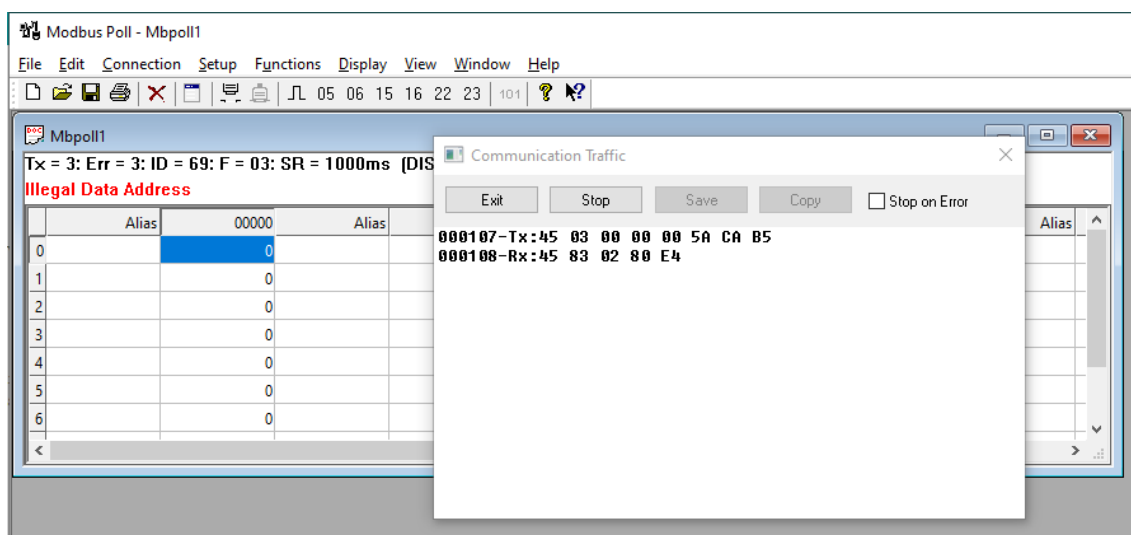 Modbus Poll - Mbpoll1
File Edit Connection Setup Functions Display View Window Help
05 06 15 16 22 23 101
Mbpoll1
Tx = 3: Err = 3: ID = 69: F = 03: SR = 1000ms (DIS
Illegal Data Address
Alias 00000 Alias Alias
0 0
1 0
2 0
3 0
4 0
5 0
6 0
Communication Traffic
Exit Stop Save Copy Stop on Error
000107-Tx:45 03 00 00 00 5A CA B5
000108-Rx:45 83 02 80 E4